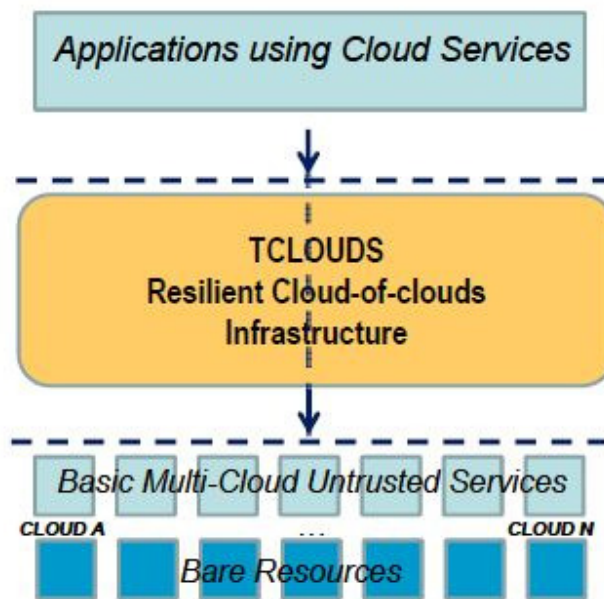 Applications using Cloud Services
TCLOUDS
Resilient Cloud-of-clouds
Infrastructure
Basic Multi-Cloud Untrusted Services
CLOUD A ... CLOUD N
Bare Resources